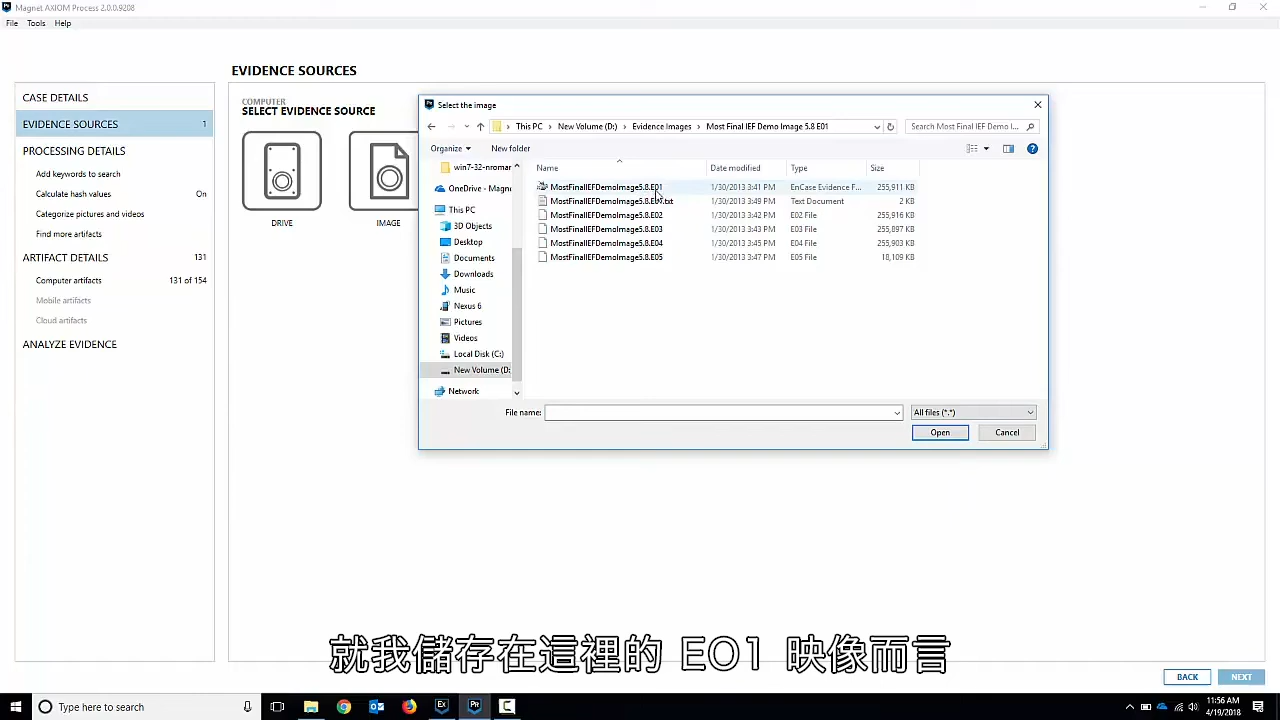 Magnet AXIOM Process 2.0.0.9208
File Tools Help
EVIDENCE SOURCES
CASE DETAILS
EVIDENCE SOURCES 1
PROCESSING DETAILS
Add keywords to search
Calculate hash values On
Categorize pictures and videos
Find more artifacts
ARTIFACT DETAILS 131
Computer artifacts 131 of 154
Mobile artifacts
Cloud artifacts
ANALYZE EVIDENCE
COMPUTER
SELECT EVIDENCE SOURCE
DRIVE
IMAGE
Select the image
This PC > New Volume (D:) > Evidence Images > Most Final IEF Demo Image 5.8 E01
Search Most Final IEF Demo I...
Organize New folder
win7-32-nromar
OneDrive - Magne
This PC
3D Objects
Desktop
Documents
Downloads
Music
Nexus 6
Pictures
Videos
Local Disk (C:)
New Volume (D:
Network
Name Date modified Type Size
MostFinalIEFDemoImage5.8.E01 1/30/2013 3:41 PM EnCase Evidence F... 255,911 KB
MostFinalIEFDemoImage5.8.E01.txt 1/30/2013 3:49 PM Text Document 2 KB
MostFinalIEFDemoImage5.8.E02 1/30/2013 3:42 PM E02 File 255,916 KB
MostFinalIEFDemoImage5.8.E03 1/30/2013 3:43 PM E03 File 255,897 KB
MostFinalIEFDemoImage5.8.E04 1/30/2013 3:45 PM E04 File 255,903 KB
MostFinalIEFDemoImage5.8.E05 1/30/2013 3:47 PM E05 File 18,109 KB
File name:
All files (*.*)
Open Cancel
就我儲存在這裡的 EO1 映像而言
BACK NEXT
Type here to search
11:56 AM
4/19/2018